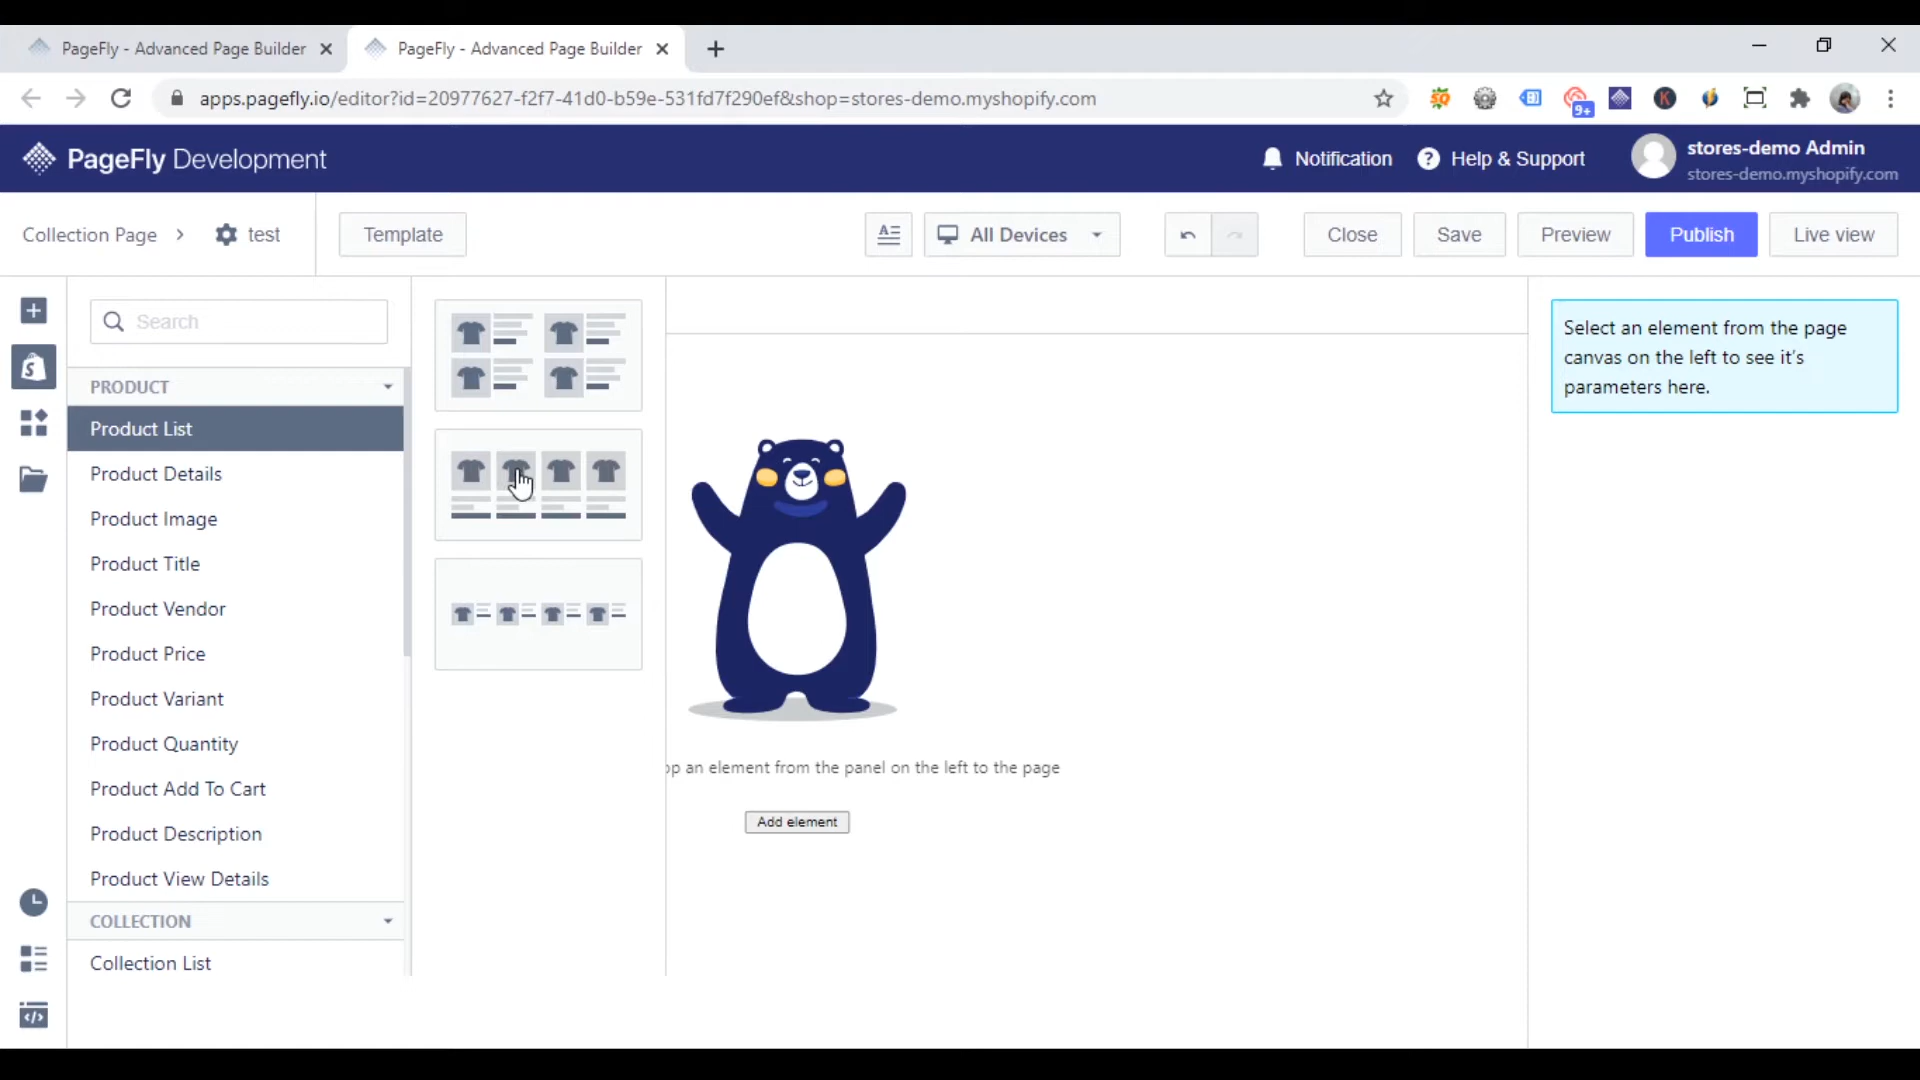 PageFly - Advanced Page Builder
PageFly - Advanced Page Builder
apps.pagefly.io/editor?id=20977627-f2f7-41d0-b59e-531fd7f290ef&shop=stores-demo.myshopify.com
9+
PageFly Development
Notification
Help & Support
stores-demo Admin
stores-demo.myshopify.com
Collection Page
test
Template
All Devices
Close
Save
Preview
Publish
Live view
Search
PRODUCT
Product List
Product Details
Product Image
Product Title
Product Vendor
Product Price
Product Variant
Product Quantity
Product Add To Cart
Product Description
Product View Details
COLLECTION
Collection List
op an element from the panel on the left to the page
Add element
Select an element from the page
canvas on the left to see it's
parameters here.